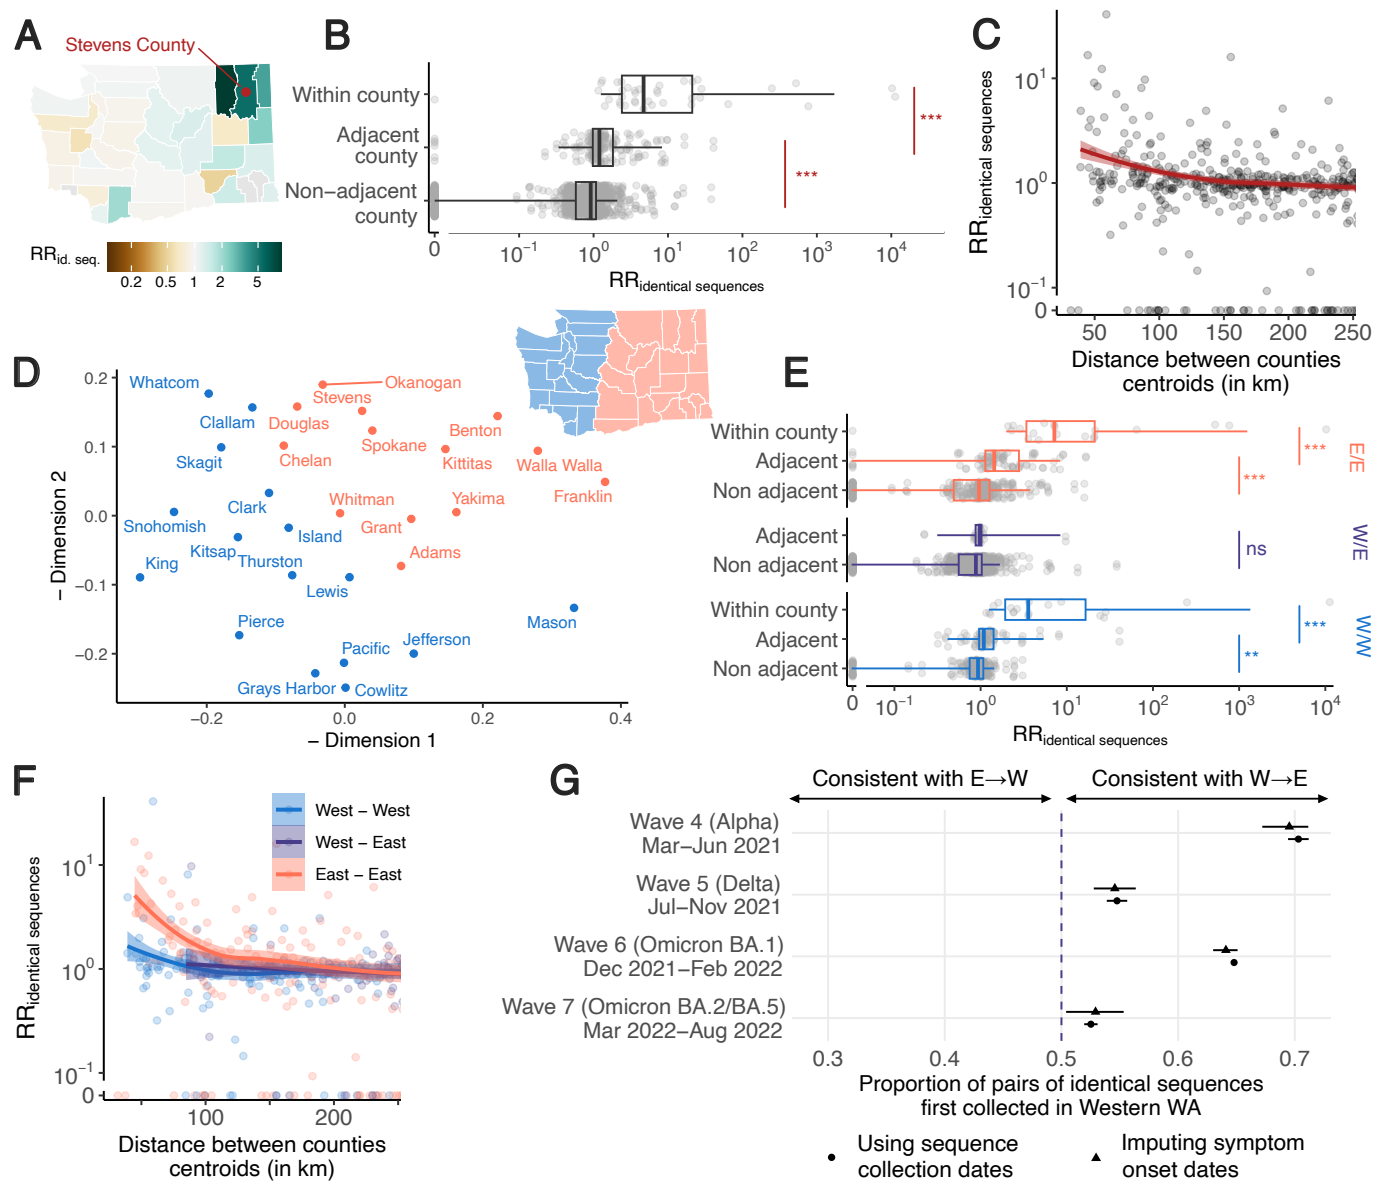 A
Stevens County
RRid. seq.
0.2 0.5 1 2 5
B
Within county
Adjacent
county
Non−adjacent
county
***
***
0 10−1 100 101 102 103 104
RRidentical sequences
C
RRidentical sequences
101
100
10−1
0
50 100 150 200 250
Distance between counties
centroids (in km)
D
− Dimension 2
0.2
0.1
0.0
−0.1
−0.2
Whatcom
Okanogan
Stevens
Clallam
Douglas
Benton
Spokane
Skagit
Chelan
Kittitas
Walla Walla
Franklin
Whitman
Yakima
Clark
Snohomish
Grant
Island
Kitsap
Adams
King
Thurston
Lewis
Pierce
Mason
Jefferson
Pacific
Grays Harbor
Cowlitz
−0.2 0.0 0.2 0.4
− Dimension 1
E
Within county
Adjacent
Non adjacent
***
***
E/E
Adjacent
Non adjacent
ns
W/E
Within county
Adjacent
Non adjacent
***
**
W/W
0 10−1 100 101 102 103 104
RRidentical sequences
F
West − West
West − East
East − East
RRidentical sequences
101
100
10−1
0
100 200
Distance between counties
centroids (in km)
G
Consistent with E→W
Consistent with W→E
Wave 4 (Alpha)
Mar−Jun 2021
Wave 5 (Delta)
Jul−Nov 2021
Wave 6 (Omicron BA.1)
Dec 2021−Feb 2022
Wave 7 (Omicron BA.2/BA.5)
Mar 2022−Aug 2022
0.3 0.4 0.5 0.6 0.7
Proportion of pairs of identical sequences
first collected in Western WA
Using sequence
collection dates
Imputing symptom
onset dates